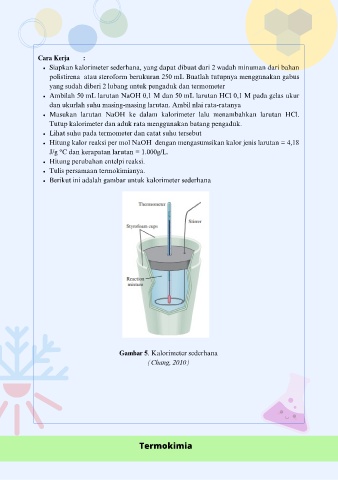 Cara Kerja :
• Siapkan kalorimeter sederhana, yang dapat dibuat dari 2 wadah minuman dari bahan
polistirena atau steroform berukuran 250 mL. Buatlah tutupnya menggunakan gabus
yang sudah diberi 2 lubang untuk pengaduk dan termometer
• Ambilah 50 mL larutan NaOH 0,1 M dan 50 mL larutan HCl 0,1 M pada gelas ukur
dan ukurlah suhu masing-masing larutan. Ambil nlai rata-ratanya
• Masukan larutan NaOH ke dalam kalorimeter lalu menambahkan larutan HCl.
Tutup kalorimeter dan aduk rata menggunakan batang pengaduk.
• Lihat suhu pada termometer dan catat suhu tersebut
• Hitung kalor reaksi per mol NaOH dengan mengasumsikan kalor jenis larutan = 4,18
J/g °C dan kerapatan larutan = 1.000g/L.
• Hitung perubahan entelpi reaksi.
• Tulis persamaan termokimianya.
• Berikut ini adalah gambar untuk kalorimeter sederhana
Thermometer
Stirrer
Styrofoam cups
Reaction
mixture
Gambar 5. Kalorimeter sederhana
(Chang, 2010)
Termokimia